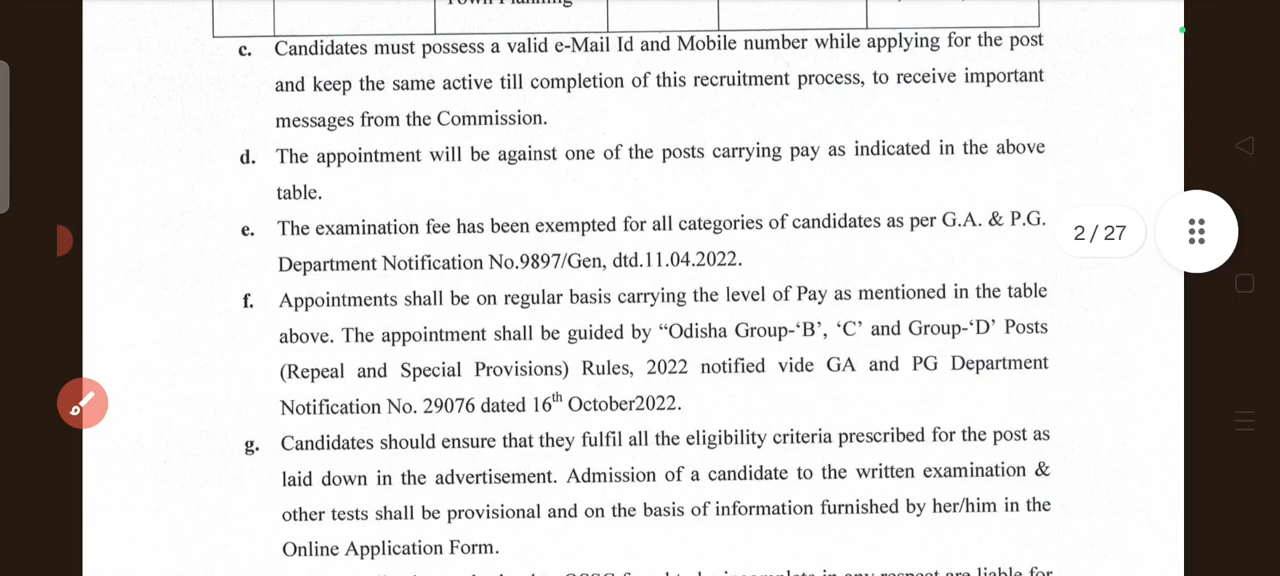 c. Candidates must possess a valid e-Mail Id and Mobile number while applying for the post
and keep the same active till completion of this recruitment process, to receive important
messages from the Commission.
d. The appointment will be against one of the posts carrying pay as indicated in the above
table.
e. The examination fee has been exempted for all categories of candidates as per G.A. & P.G.
Department Notification No.9897/Gen, dtd.11.04.2022.
2 / 27
f. Appointments shall be on regular basis carrying the level of Pay as mentioned in the table
above. The appointment shall be guided by “Odisha Group-‘B’, ‘C’ and Group-‘D’ Posts
(Repeal and Special Provisions) Rules, 2022 notified vide GA and PG Department
Notification No. 29076 dated 16th October2022.
g. Candidates should ensure that they fulfil all the eligibility criteria prescribed for the post as
laid down in the advertisement. Admission of a candidate to the written examination &
other tests shall be provisional and on the basis of information furnished by her/him in the
Online Application Form.